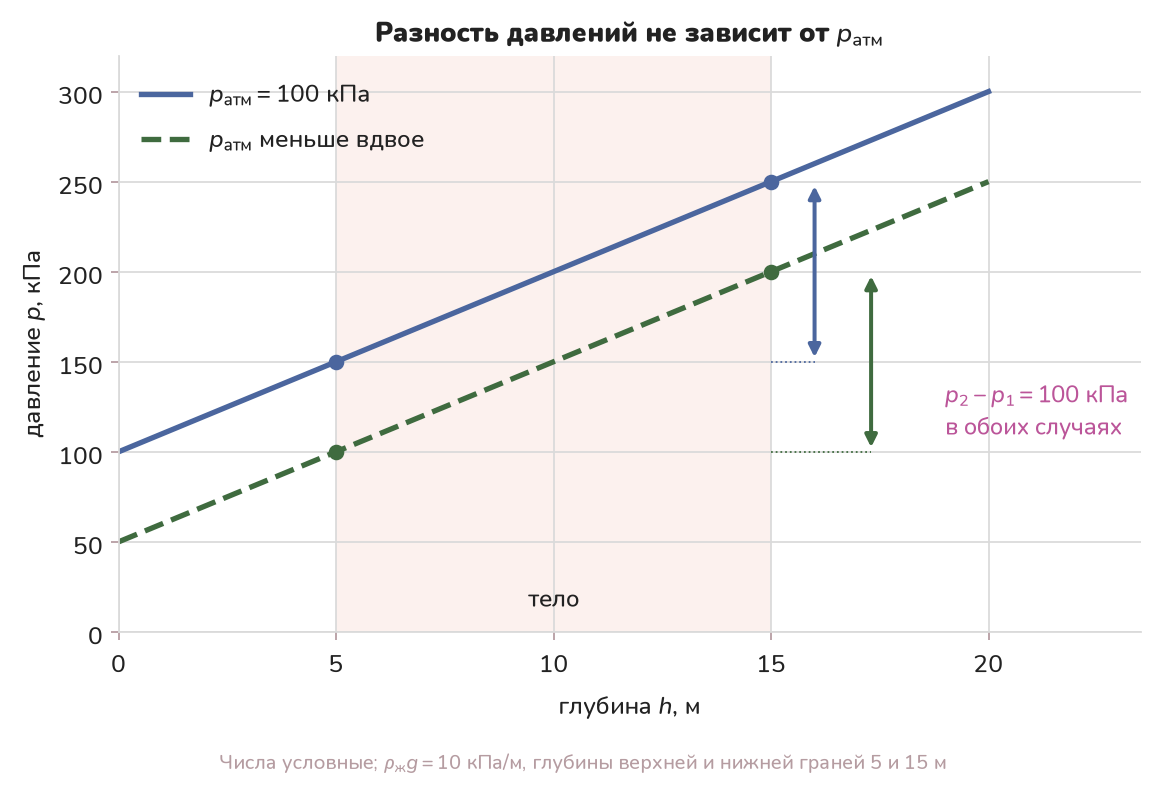 Разность давлений не зависит от pатм
pатм = 100 кПа
pатм меньше вдвое
давление p, кПа
300
250
200
150
100
50
0
p2 – p1 = 100 кПа
в обоих случаях
тело
0 5 10 15 20
глубина h, м
Числа условные; ρжg = 10 кПа/м, глубины верхней и нижней граней 5 и 15 м